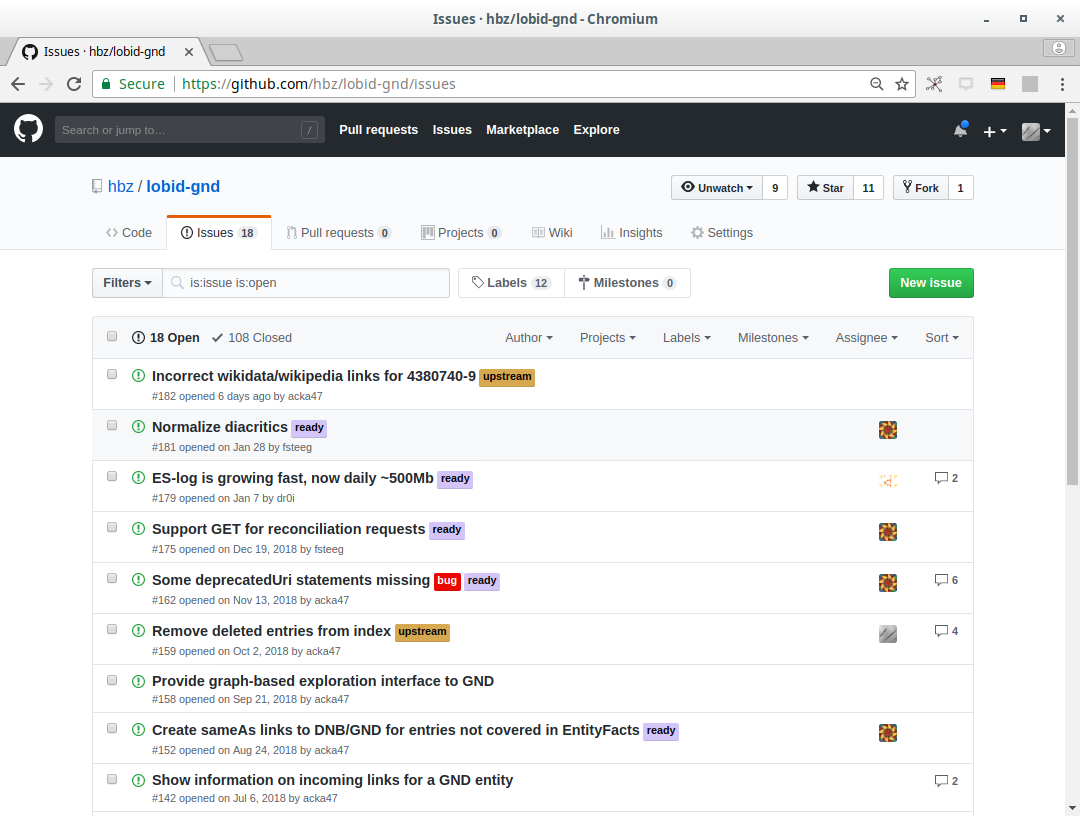 Issues · hbz/lobid-gnd - Chromium
Issues · hbz/lobid-gnd
Secure https://github.com/hbz/lobid-gnd/issues
Search or jump to… / Pull requests Issues Marketplace Explore
hbz / lobid-gnd Unwatch 9 Star 11 Fork 1
Code Issues 18 Pull requests 0 Projects 0 Wiki Insights Settings
Filters is:issue is:open Labels 12 Milestones 0 New issue
18 Open 108 Closed Author Projects Labels Milestones Assignee Sort
Incorrect wikidata/wikipedia links for 4380740-9 upstream
#182 opened 6 days ago by acka47
Normalize diacritics ready
#181 opened on Jan 28 by fsteeg
ES-log is growing fast, now daily ~500Mb ready 2
#179 opened on Jan 7 by dr0i
Support GET for reconciliation requests ready
#175 opened on Dec 19, 2018 by fsteeg
Some deprecatedUri statements missing bug ready 6
#162 opened on Nov 13, 2018 by acka47
Remove deleted entries from index upstream 4
#159 opened on Oct 2, 2018 by acka47
Provide graph-based exploration interface to GND
#158 opened on Sep 21, 2018 by acka47
Create sameAs links to DNB/GND for entries not covered in EntityFacts ready
#152 opened on Aug 24, 2018 by acka47
Show information on incoming links for a GND entity 2
#142 opened on Jul 6, 2018 by acka47